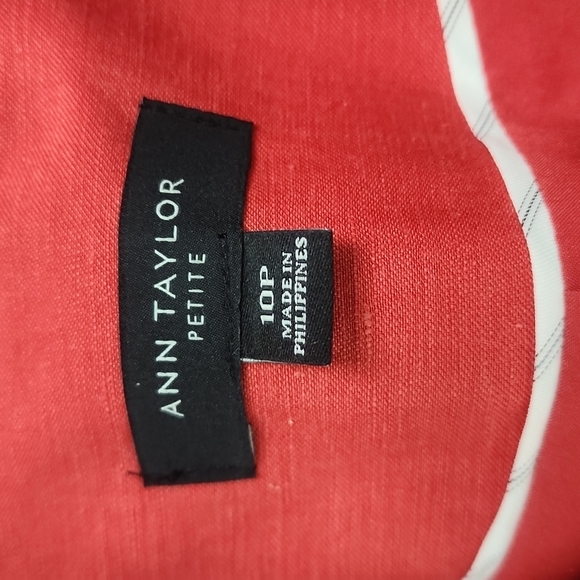 ANN TAYLOR
PETITE
10P
MADE IN
PHILIPPINES